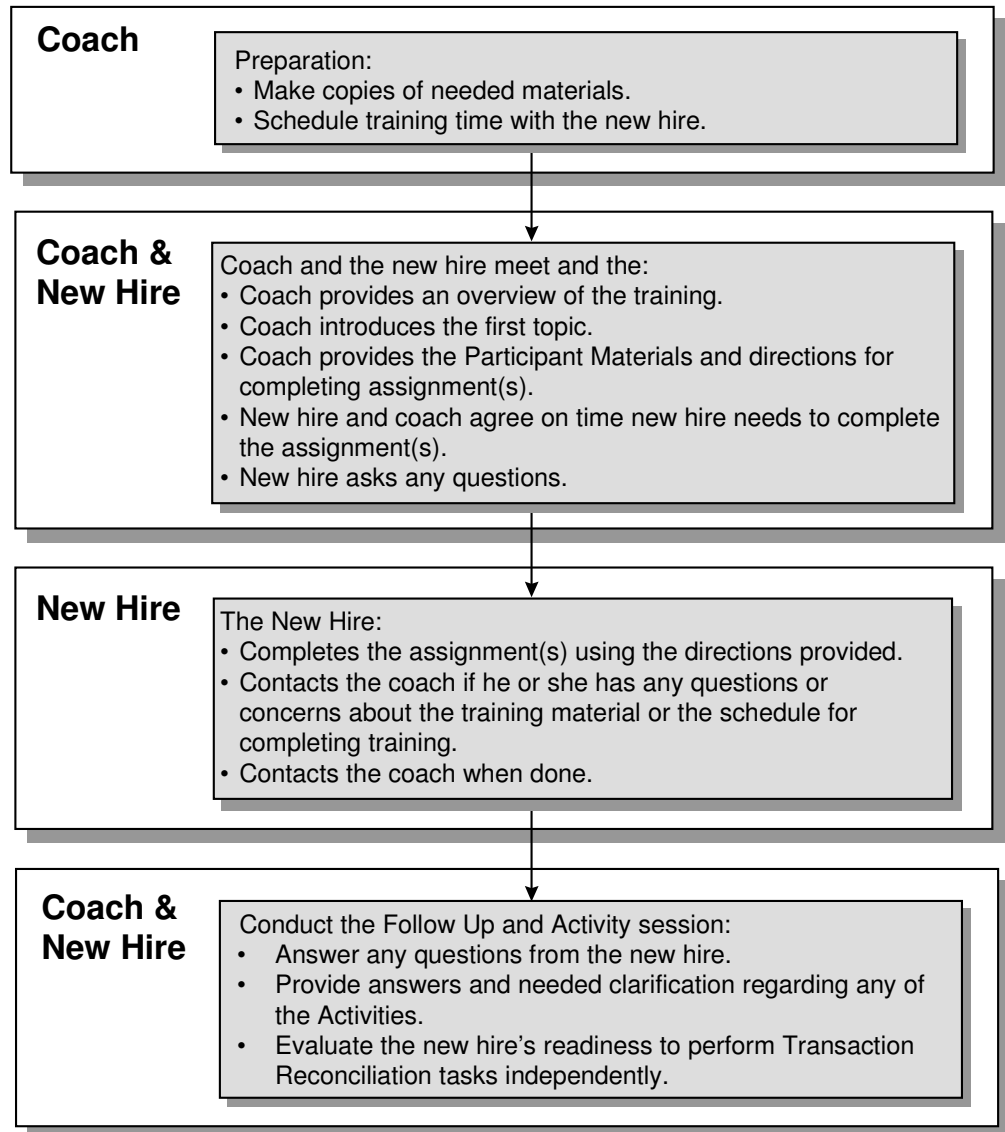 Coach
Preparation:
• Make copies of needed materials.
• Schedule training time with the new hire.
Coach &
New Hire
Coach and the new hire meet and the:
• Coach provides an overview of the training.
• Coach introduces the first topic.
• Coach provides the Participant Materials and directions for
completing assignment(s).
• New hire and coach agree on time new hire needs to complete
the assignment(s).
• New hire asks any questions.
New Hire
The New Hire:
• Completes the assignment(s) using the directions provided.
• Contacts the coach if he or she has any questions or
concerns about the training material or the schedule for
completing training.
• Contacts the coach when done.
Coach &
New Hire
Conduct the Follow Up and Activity session:
• Answer any questions from the new hire.
• Provide answers and needed clarification regarding any of
the Activities.
• Evaluate the new hire’s readiness to perform Transaction
Reconciliation tasks independently.